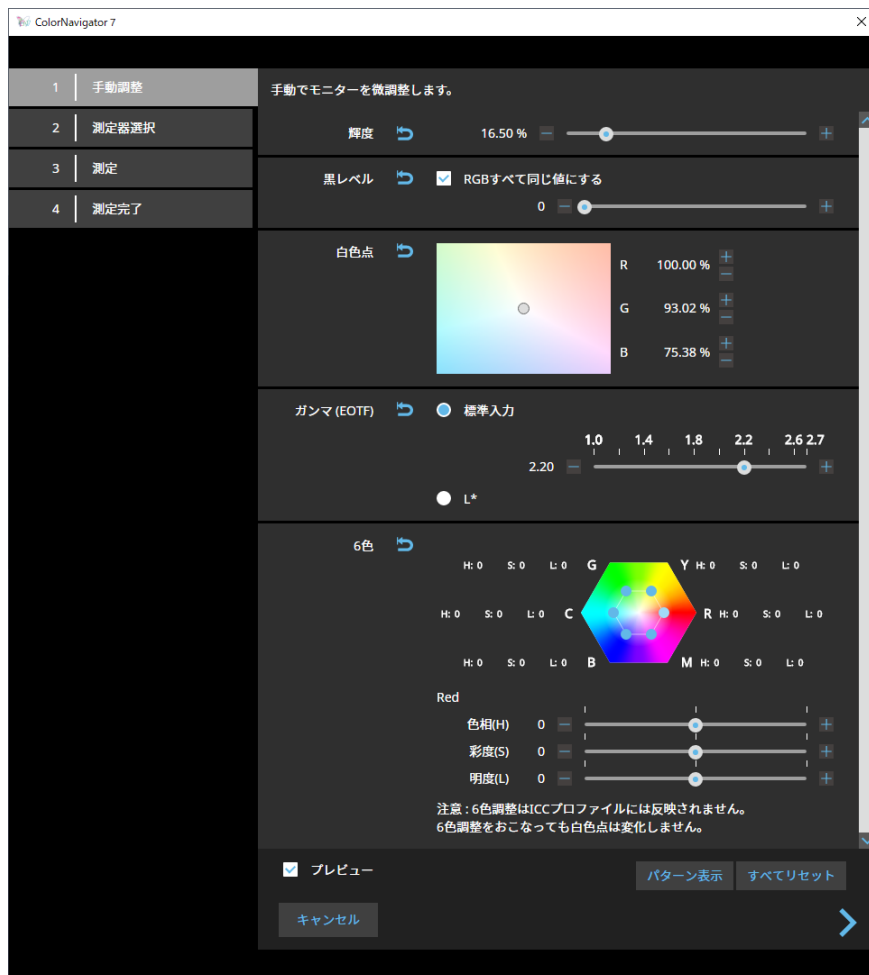 ColorNavigator 7
1 手動調整
2 測定器選択
3 測定
4 測定完了
手動でモニターを微調整します。
輝度 16.50 %
黒レベル RGBすべて同じ値にする
0
白色点
R 100.00 %
G 93.02 %
B 75.38 %
ガンマ (EOTF) 標準入力
1.0 1.4 1.8 2.2 2.6 2.7
2.20
L*
6色
H: 0 S: 0 L: 0 G Y H: 0 S: 0 L: 0
H: 0 S: 0 L: 0 C R H: 0 S: 0 L: 0
H: 0 S: 0 L: 0 B M H: 0 S: 0 L: 0
Red
色相(H) 0
彩度(S) 0
明度(L) 0
注意 : 6色調整はICCプロファイルには反映されません。
6色調整をおこなっても白色点は変化しません。
プレビュー
パターン表示 すべてリセット
キャンセル